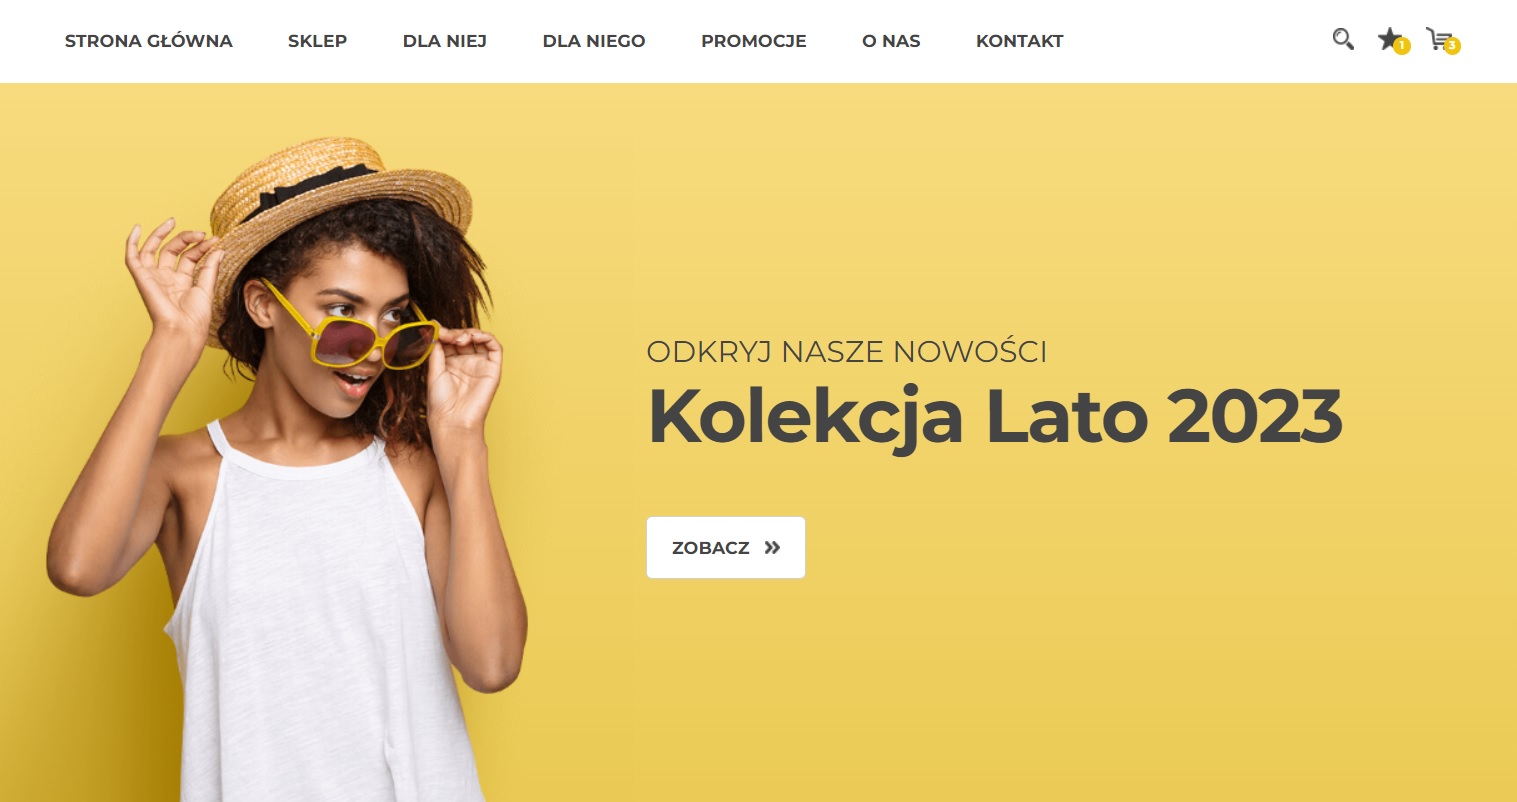 STRONA GŁÓWNA SKLEP DLA NIEJ DLA NIEGO PROMOCJE O NAS KONTAKT 1 3
ODKRYJ NASZE NOWOŚCI
Kolekcja Lato 2023
ZOBACZ